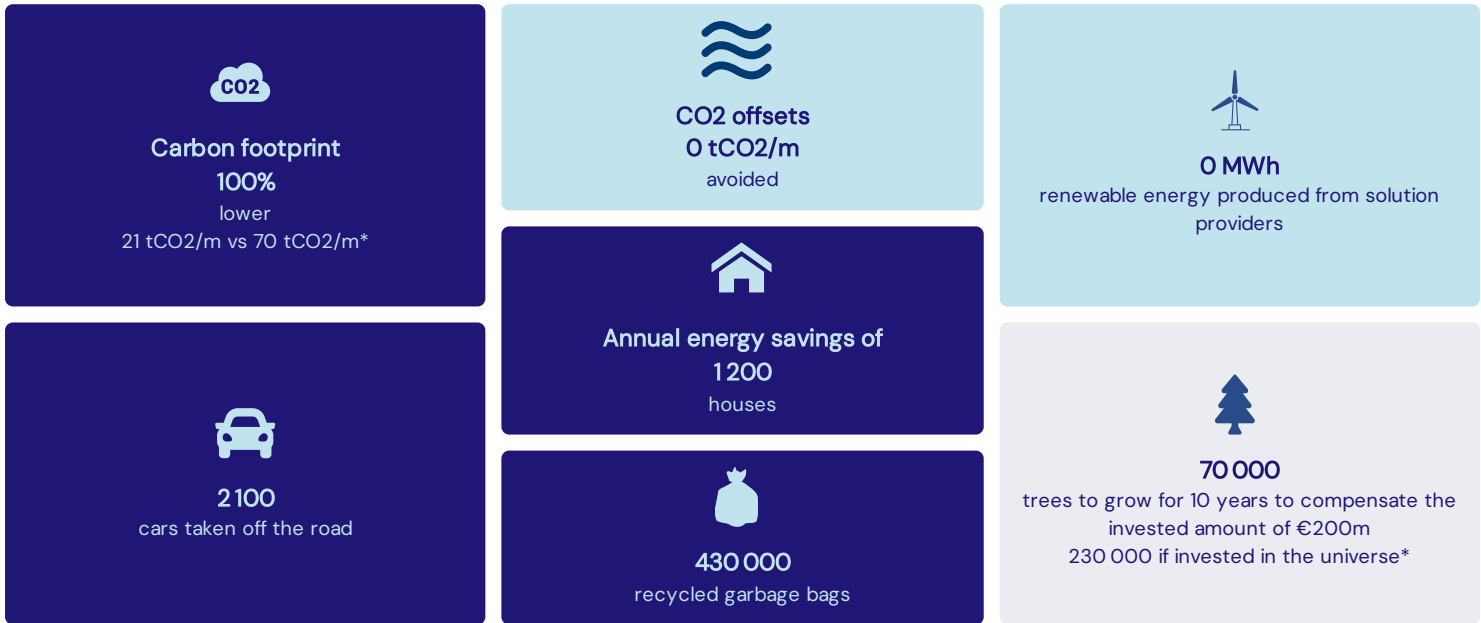 CO2
Carbon footprint
100%
lower
21 tCO2/m vs 70 tCO2/m*
2 100
cars taken off the road
CO2 offsets
0 tCO2/m
avoided
Annual energy savings of
1 200
houses
430 000
recycled garbage bags
0 MWh
renewable energy produced from solution
providers
70 000
trees to grow for 10 years to compensate the
invested amount of €200m
230 000 if invested in the universe*